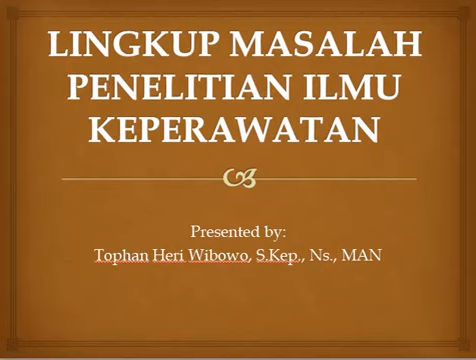 LINGKUP MASALAH
PENELITIAN ILMU
KEPERAWATAN
Presented by:
Tophan Heri Wibowo, S.Kep., Ns., MAN